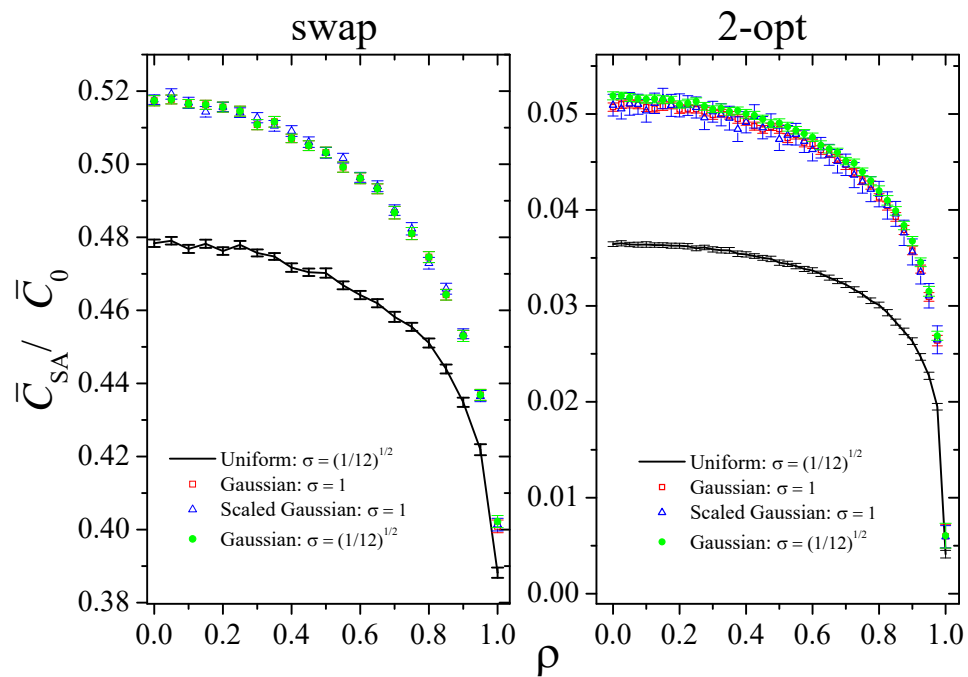 swap
2-opt
C̅_SA / C̅_0
0.52
0.50
0.48
0.46
0.44
0.42
0.40
0.38
Uniform: σ = (1/12)^1/2
Gaussian: σ = 1
Scaled Gaussian: σ = 1
Gaussian: σ = (1/12)^1/2
0.0 0.2 0.4 0.6 0.8 1.0
0.05
0.04
0.03
0.02
0.01
0.00
Uniform: σ = (1/12)^1/2
Gaussian: σ = 1
Scaled Gaussian: σ = 1
Gaussian: σ = (1/12)^1/2
0.0 0.2 0.4 0.6 0.8 1.0
ρ